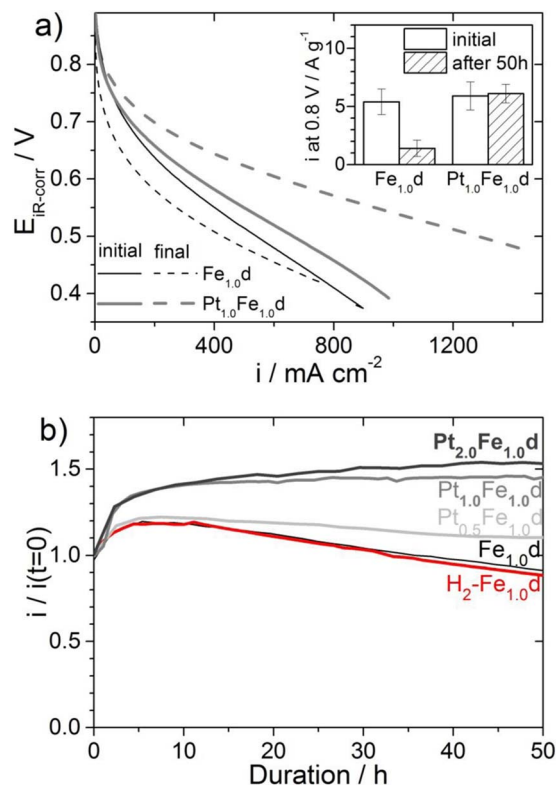 a)
initial
after 50h
i at 0.8 V / A g⁻¹
10
5
0
Fe₁.₀d Pt₁.₀Fe₁.₀d
E_iR-corr / V
0.8
0.7
0.6
0.5
0.4
initial final
Fe₁.₀d
Pt₁.₀Fe₁.₀d
0 400 800 1200
i / mA cm⁻²
b)
i / i(t=0)
1.5
1.0
0.5
0.0
Pt₂.₀Fe₁.₀d
Pt₁.₀Fe₁.₀d
Pt₀.₅Fe₁.₀d
Fe₁.₀d
H₂-Fe₁.₀d
0 10 20 30 40 50
Duration / h